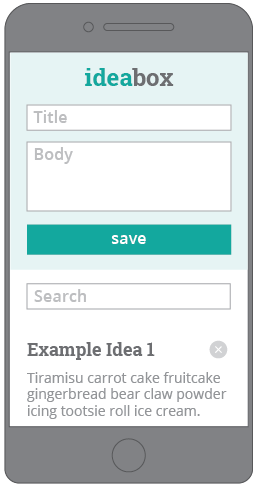 ideabox
Title
Body
save
Search
Example Idea 1
Tiramisu carrot cake fruitcake
gingerbread bear claw powder
icing tootsie roll ice cream.